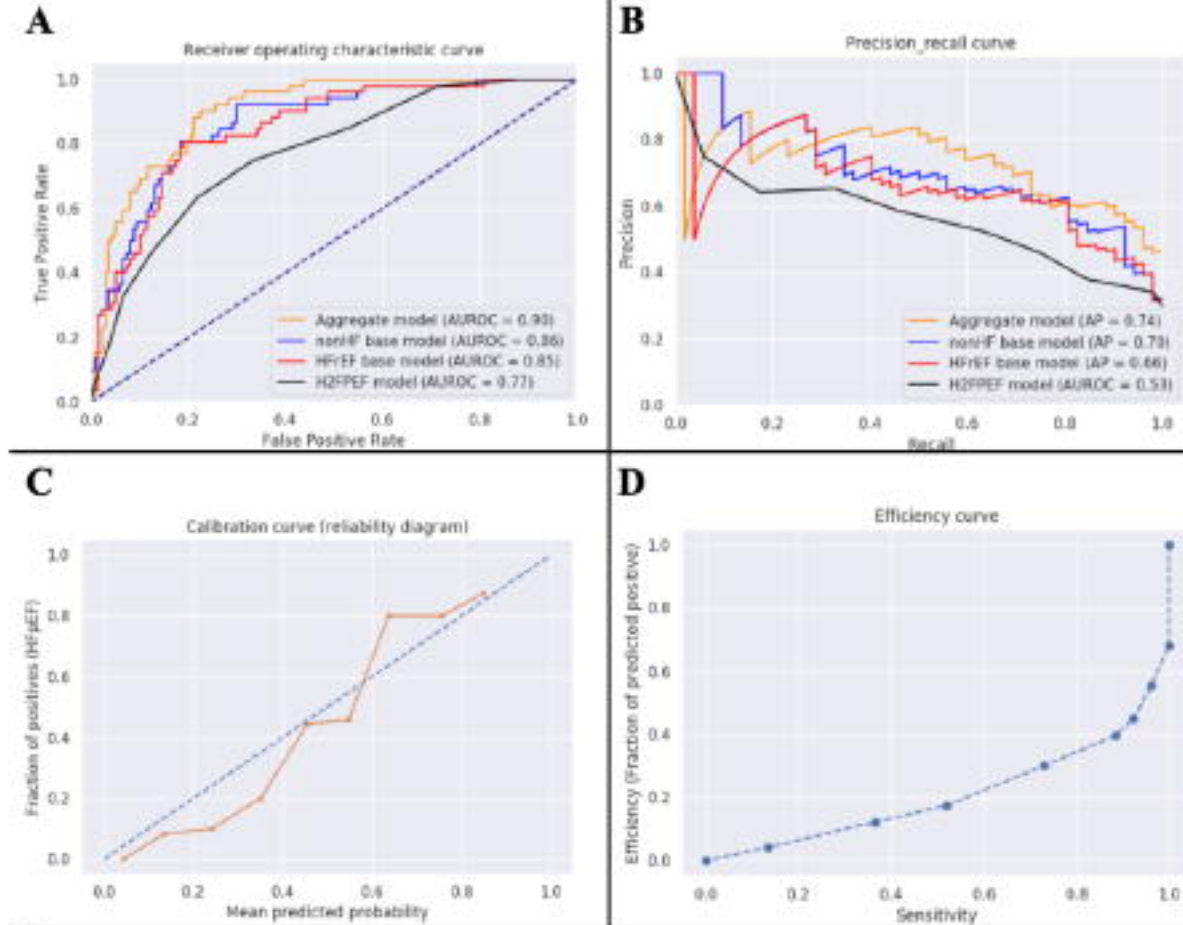 A
Receiver operating characteristic curve
1.0
0.8
0.6
0.4
0.2
0.0
True Positive Rate
Aggregate model (AUROC = 0.90)
nonHF base model (AUROC = 0.86)
HFrEF base model (AUROC = 0.85)
H2FPEF model (AUROC = 0.77)
0.0 0.2 0.4 0.6 0.8 1.0
False Positive Rate
B
Precision_recall curve
1.0
0.8
0.6
0.4
0.2
0.0
Precision
Aggregate model (AP = 0.74)
nonHF base model (AP = 0.70)
HFrEF base model (AP = 0.66)
H2FPEF model (AUROC = 0.53)
0.0 0.2 0.4 0.6 0.8 1.0
Recall
C
Calibration curve (reliability diagram)
1.0
0.8
0.6
0.4
0.2
0.0
Fraction of positives (HFpEF)
0.0 0.2 0.4 0.6 0.8 1.0
Mean predicted probability
D
Efficiency curve
1.0
0.8
0.6
0.4
0.2
0.0
Efficiency (Fraction of predicted positive)
0.0 0.2 0.4 0.6 0.8 1.0
Sensitivity